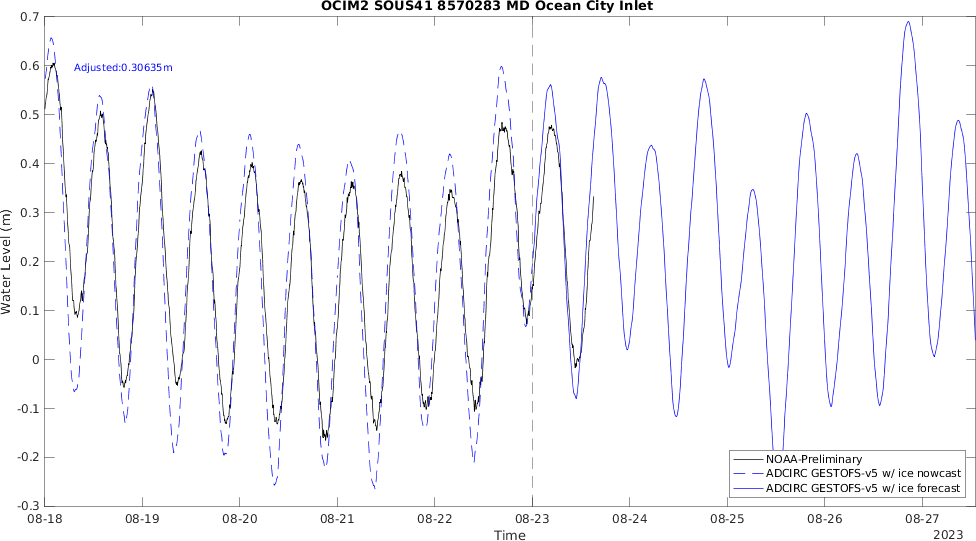 OCIM2 SOUS41 8570283 MD Ocean City Inlet
0.7
0.6
0.5
0.4
0.3
0.2
0.1
0
-0.1
-0.2
-0.3
Water Level (m)
Adjusted:0.30635m
NOAA-Preliminary
ADCIRC GESTOFS-v5 w/ ice nowcast
ADCIRC GESTOFS-v5 w/ ice forecast
08-18 08-19 08-20 08-21 08-22 08-23 08-24 08-25 08-26 08-27
Time
2023